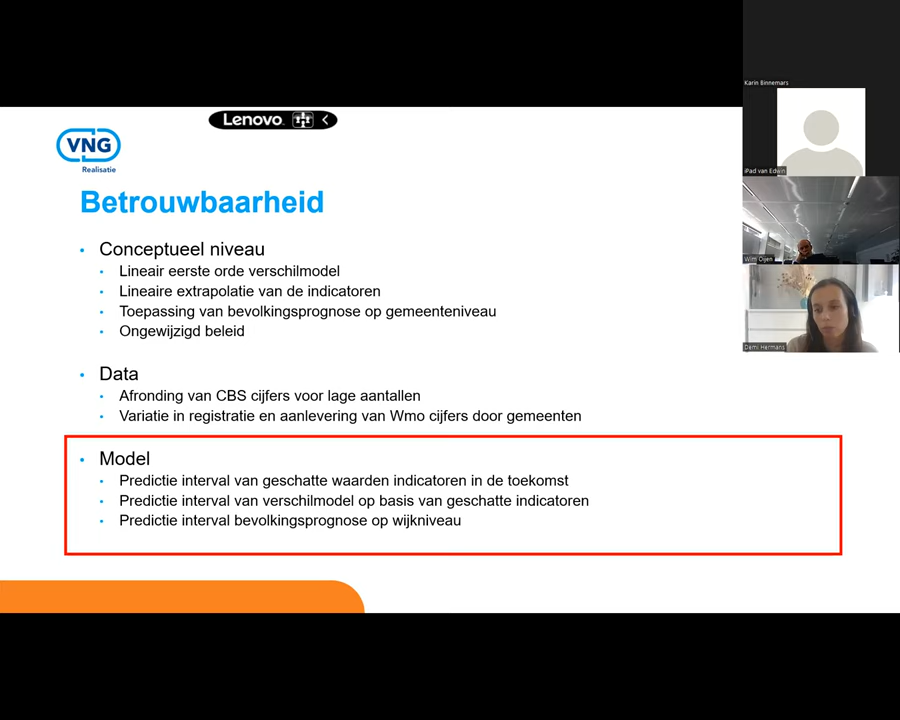 Karin Binnemars
Lenovo
VNG
Realisatie
iPad van Edwin
Betrouwbaarheid
Wim Oijen
Demi Hermans
• Conceptueel niveau
• Lineair eerste orde verschilmodel
• Lineaire extrapolatie van de indicatoren
• Toepassing van bevolkingsprognose op gemeenteniveau
• Ongewijzigd beleid
• Data
• Afronding van CBS cijfers voor lage aantallen
• Variatie in registratie en aanlevering van Wmo cijfers door gemeenten
• Model
• Predictie interval van geschatte waarden indicatoren in de toekomst
• Predictie interval van verschilmodel op basis van geschatte indicatoren
• Predictie interval bevolkingsprognose op wijkniveau